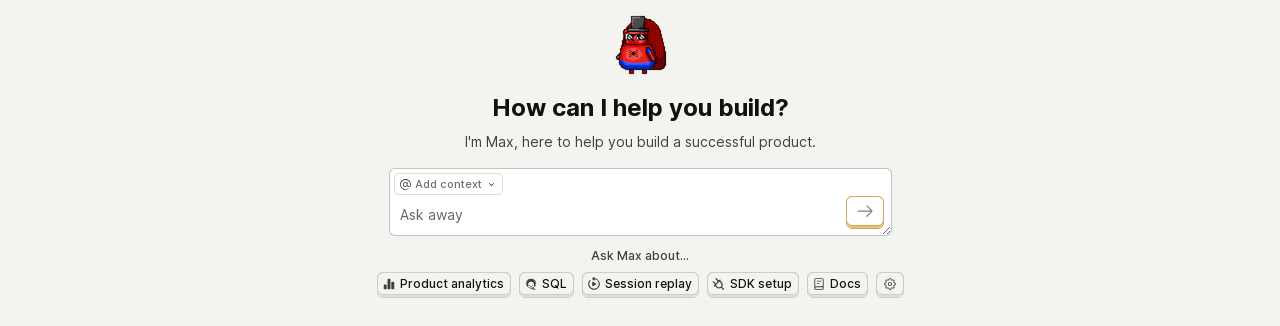 How can I help you build?
I'm Max, here to help you build a successful product.
@ Add context
Ask away
Ask Max about...
Product analytics SQL Session replay SDK setup Docs